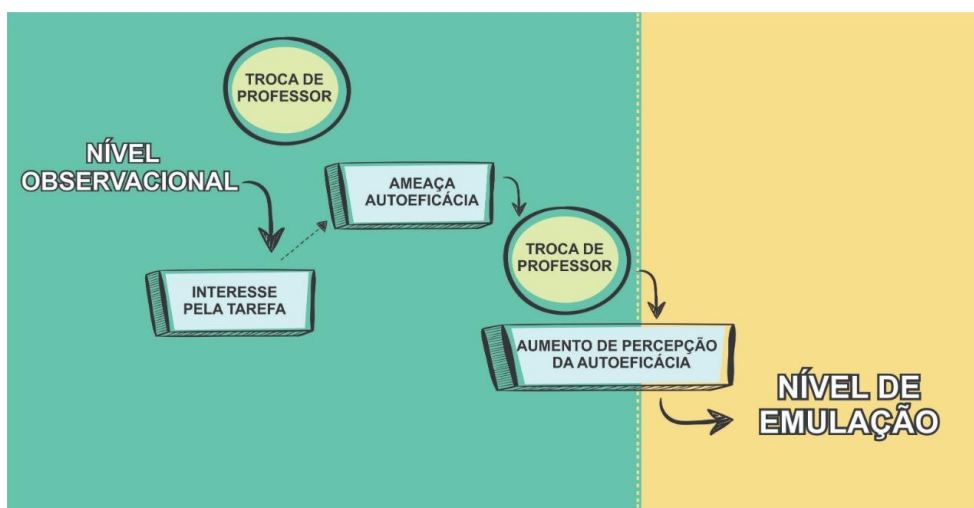 TROCA DE
PROFESSOR
NÍVEL
OBSERVACIONAL
AMEAÇA
AUTOEFICÁCIA
TROCA DE
PROFESSOR
INTERESSE
PELA TAREFA
AUMENTO DE PERCEPÇÃO
DA AUTOEFICÁCIA
NÍVEL DE
EMULAÇÃO